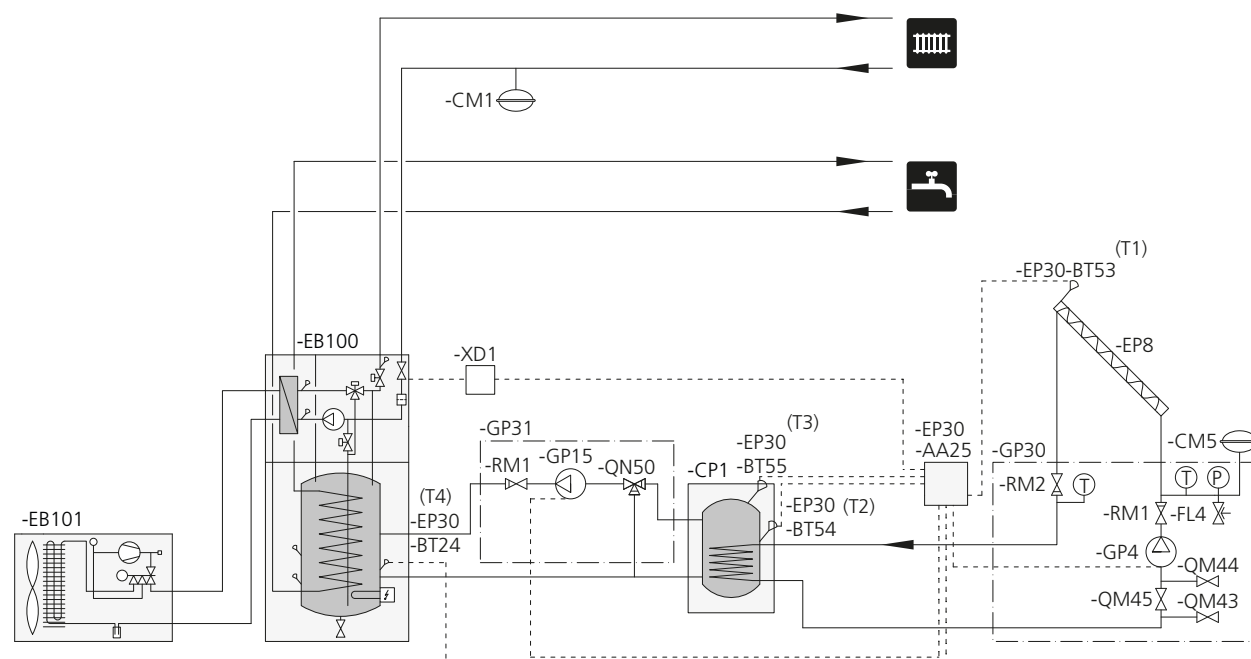 -CM1
(T1)
-EP30-BT53
-EB100
-XD1
-EP8
-GP31
(T3)
-EP30
-BT55
-EP30
-AA25
-CM5
-GP30
-RM1
-GP15
-QN50
-CP1
-RM2
T
T
P
(T4)
-EP30
-BT24
-EP30
(T2)
-BT54
-RM1
-FL4
-EB101
-GP4
-QM44
-QM45
-QM43